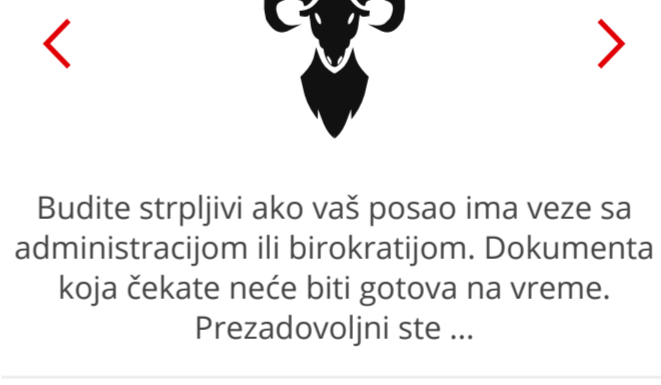 Budite strpljivi ako vaš posao ima veze sa
administracijom ili birokratijom. Dokumenta
koja čekate neće biti gotova na vreme.
Prezadovoljni ste ...